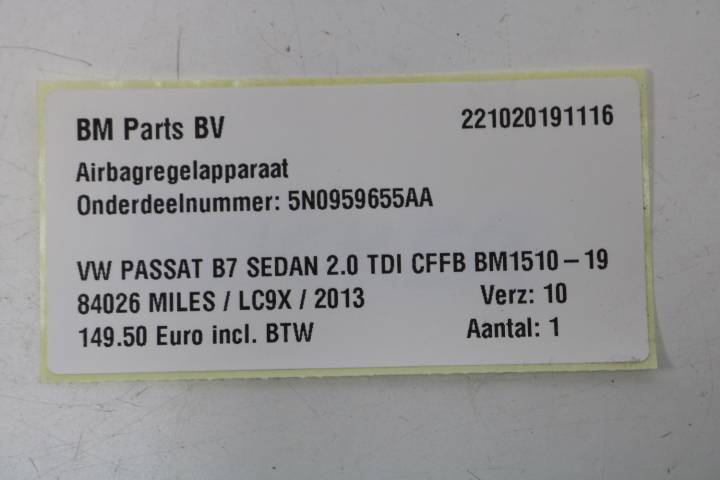 BM Parts BV 221020191116
Airbagregelapparaat
Onderdeelnummer: 5N0959655AA
VW PASSAT B7 SEDAN 2.0 TDI CFFB BM1510-19
84026 MILES / LC9X / 2013 Verz: 10
149.50 Euro incl. BTW Aantal: 1